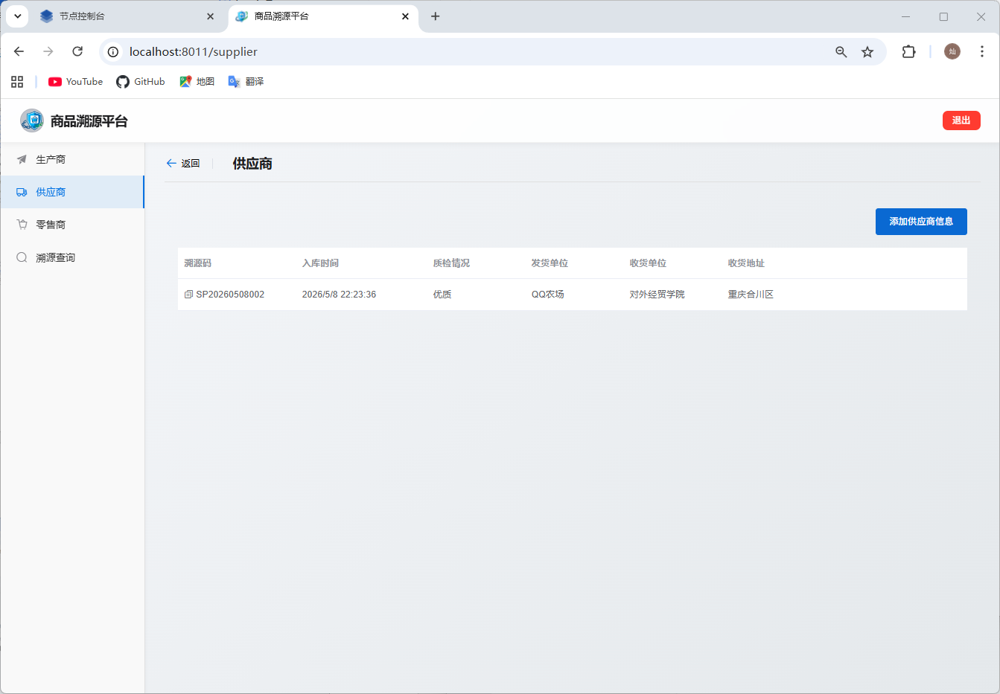 节点控制台
商品溯源平台
localhost:8011/supplier
灿
YouTube
GitHub
地图
翻译
商品溯源平台
退出
生产商
供应商
零售商
溯源查询
返回
供应商
添加供应商信息
溯源码 入库时间 质检情况 发货单位 收货单位 收货地址
SP20260508002 2026/5/8 22:23:36 优质 QQ农场 对外经贸学院 重庆合川区